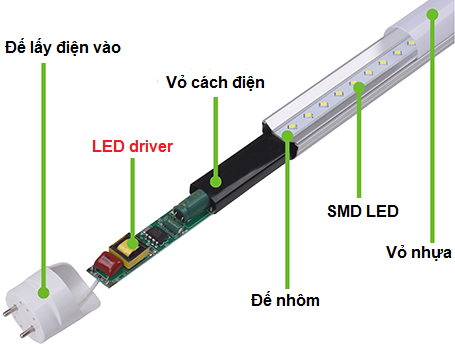 Đế lấy điện vào
Vỏ cách điện
LED driver
SMD LED
Vỏ nhựa
Đế nhôm